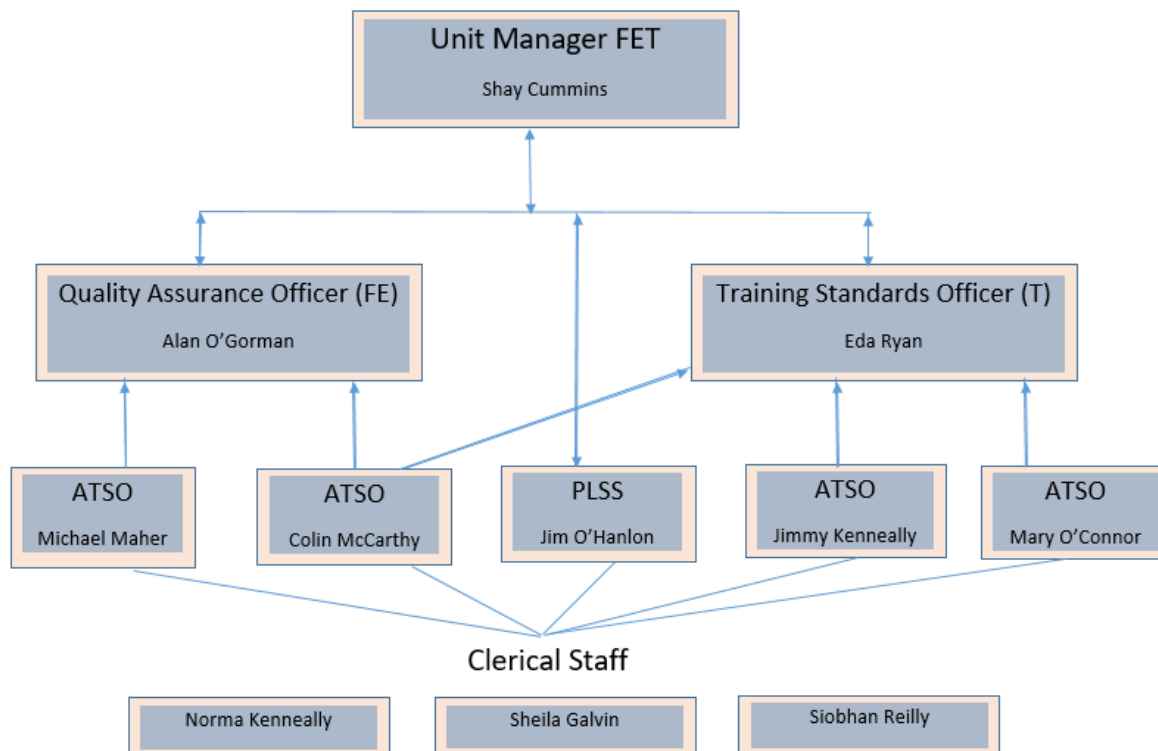 Unit Manager FET
Shay Cummins
Quality Assurance Officer (FE)
Alan O’Gorman
Training Standards Officer (T)
Eda Ryan
ATSO
Michael Maher
ATSO
Colin McCarthy
PLSS
Jim O’Hanlon
ATSO
Jimmy Kenneally
ATSO
Mary O’Connor
Clerical Staff
Norma Kenneally
Sheila Galvin
Siobhan Reilly